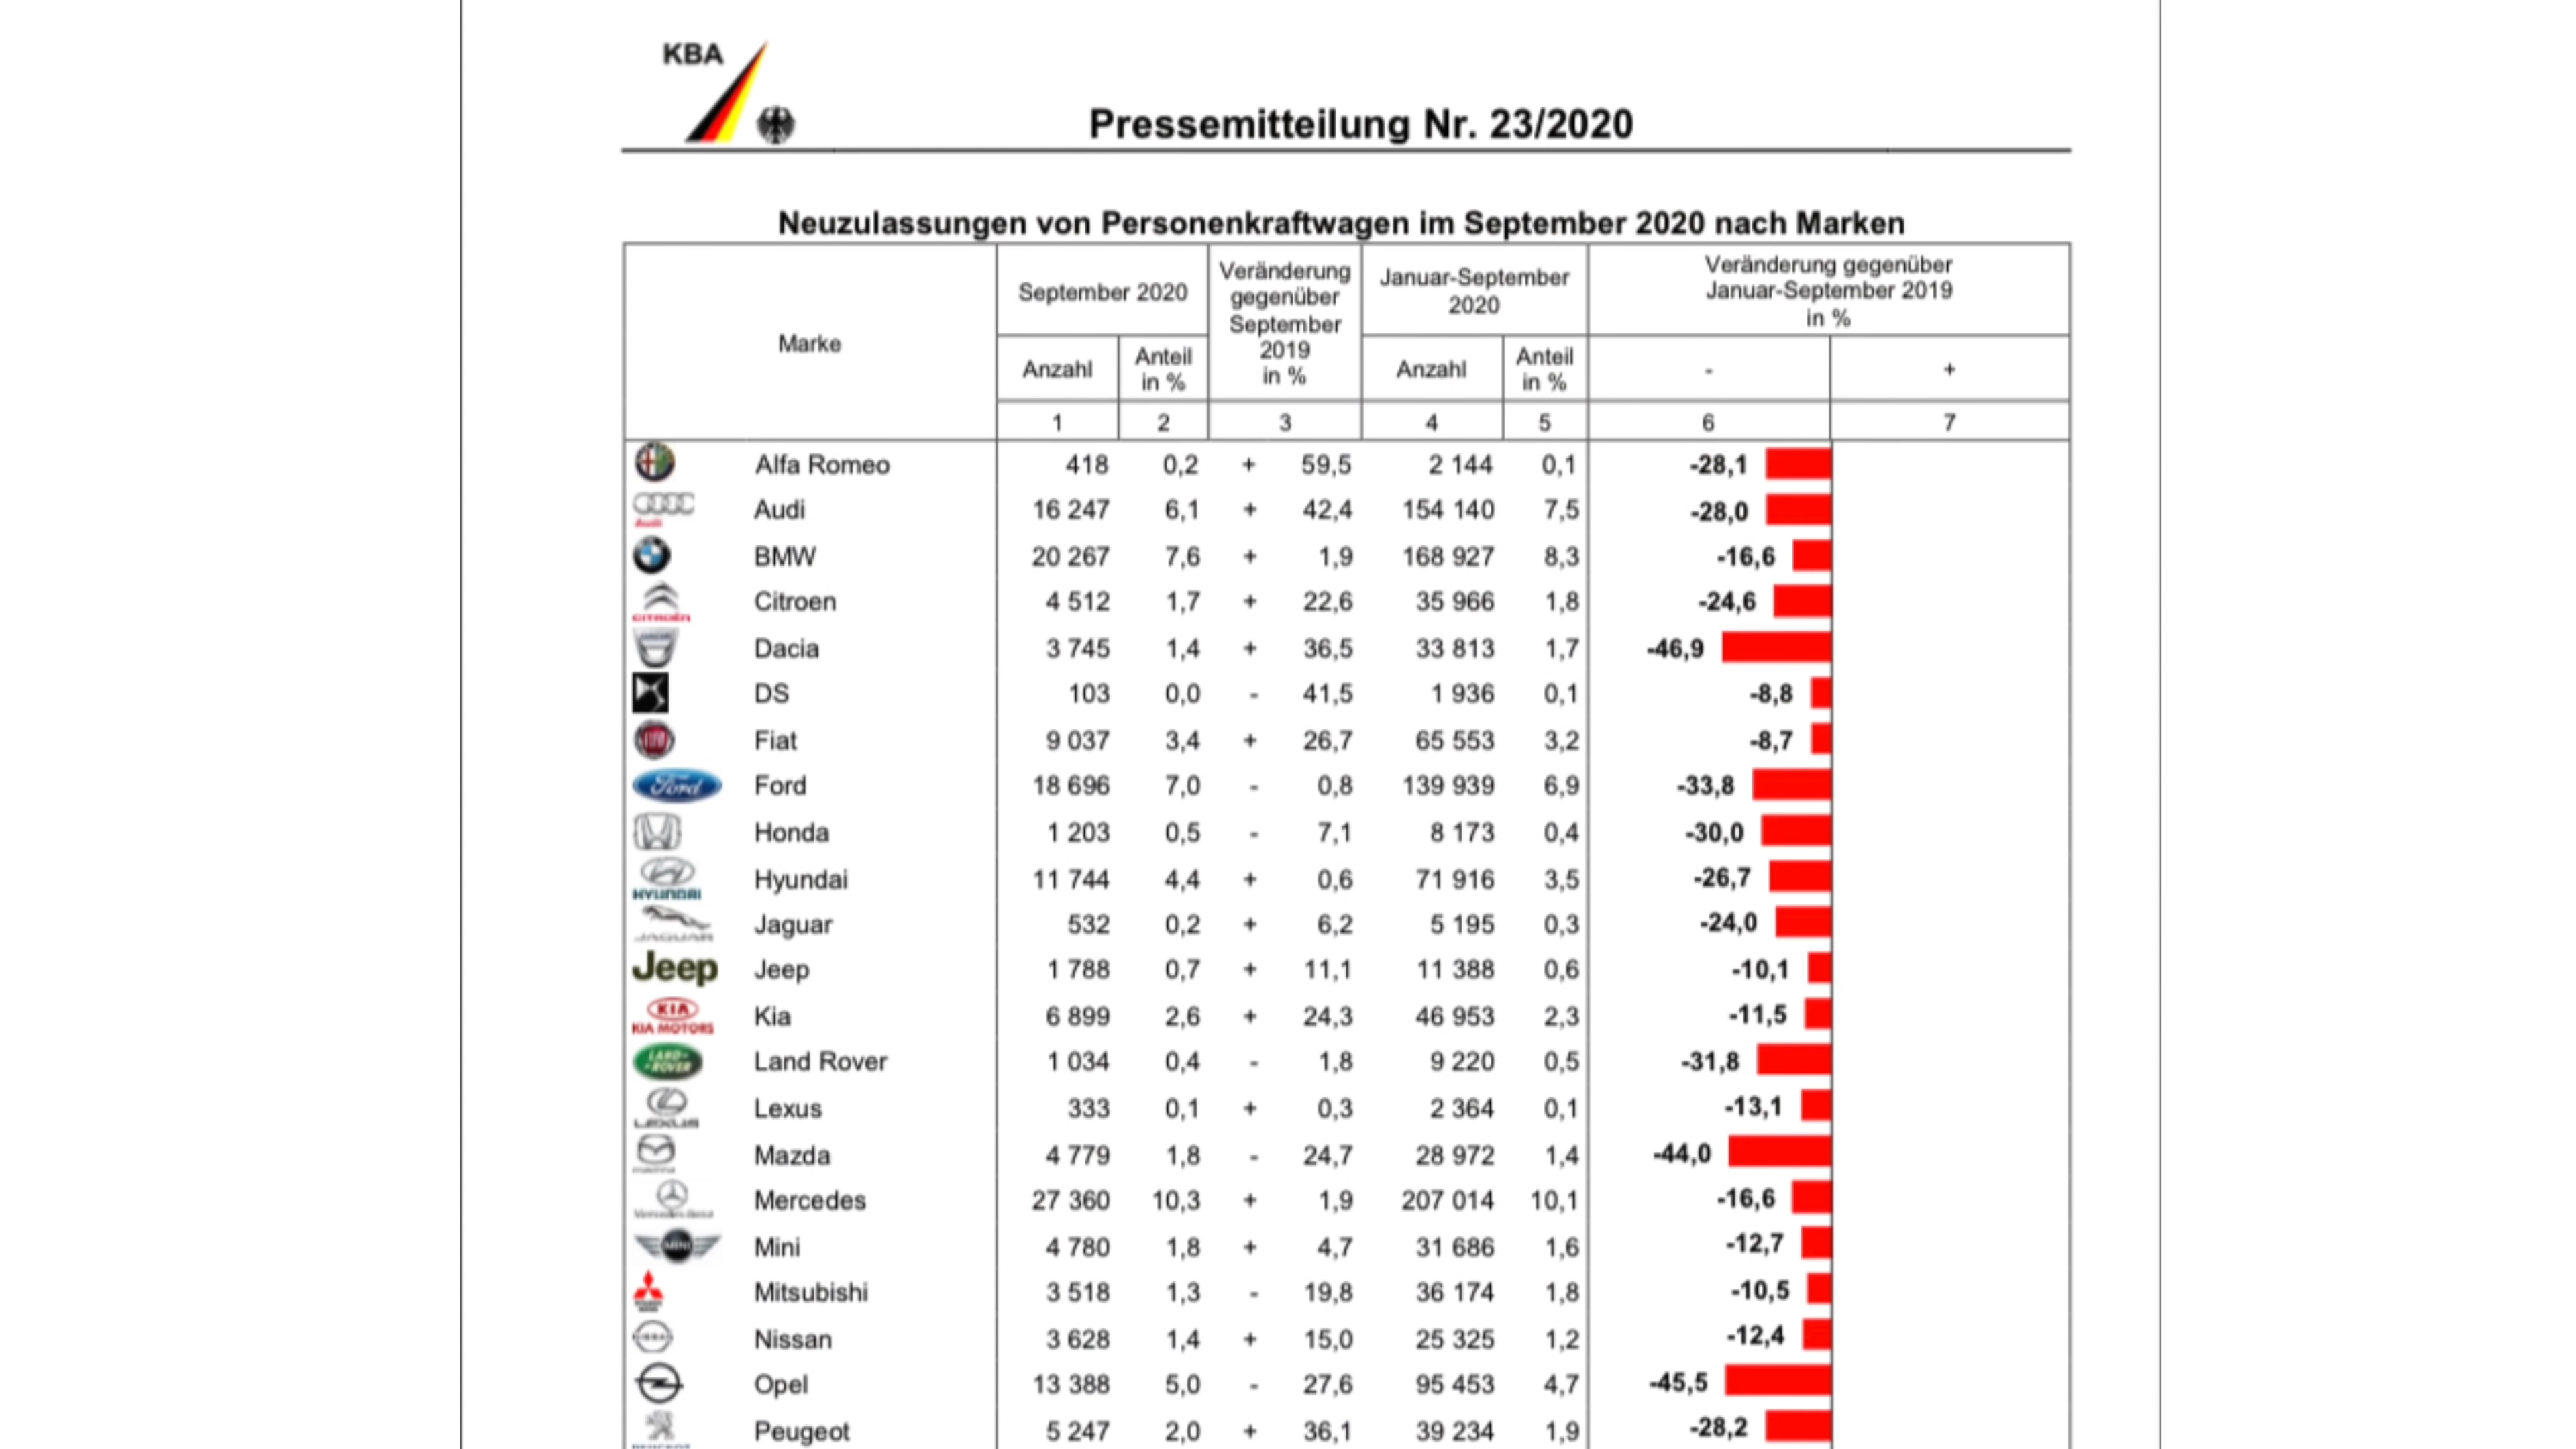 KBA
Pressemitteilung Nr. 23/2020
Neuzulassungen von Personenkraftwagen im September 2020 nach Marken
Marke
September 2020
Veränderung gegenüber September 2019 in %
Januar-September 2020
Veränderung gegenüber Januar-September 2019 in %
Anzahl Anteil in % Anzahl Anteil in % - +
1 2 3 4 5 6 7
Alfa Romeo 418 0,2 + 59,5 2 144 0,1 -28,1
Audi Audi 16 247 6,1 + 42,4 154 140 7,5 -28,0
BMW 20 267 7,6 + 1,9 168 927 8,3 -16,6
CITROËN Citroen 4 512 1,7 + 22,6 35 966 1,8 -24,6
Dacia 3 745 1,4 + 36,5 33 813 1,7 -46,9
DS 103 0,0 - 41,5 1 936 0,1 -8,8
Fiat 9 037 3,4 + 26,7 65 553 3,2 -8,7
Ford Ford 18 696 7,0 - 0,8 139 939 6,9 -33,8
Honda 1 203 0,5 - 7,1 8 173 0,4 -30,0
HYUNDAI Hyundai 11 744 4,4 + 0,6 71 916 3,5 -26,7
JAGUAR Jaguar 532 0,2 + 6,2 5 195 0,3 -24,0
Jeep Jeep 1 788 0,7 + 11,1 11 388 0,6 -10,1
KIA KIA MOTORS Kia 6 899 2,6 + 24,3 46 953 2,3 -11,5
LAND-ROVER Land Rover 1 034 0,4 - 1,8 9 220 0,5 -31,8
LEXUS Lexus 333 0,1 + 0,3 2 364 0,1 -13,1
Mazda 4 779 1,8 - 24,7 28 972 1,4 -44,0
Mercedes 27 360 10,3 + 1,9 207 014 10,1 -16,6
MINI Mini 4 780 1,8 + 4,7 31 686 1,6 -12,7
Mitsubishi 3 518 1,3 - 19,8 36 174 1,8 -10,5
Nissan 3 628 1,4 + 15,0 25 325 1,2 -12,4
Opel 13 388 5,0 - 27,6 95 453 4,7 -45,5
Peugeot 5 247 2,0 + 36,1 39 234 1,9 -28,2